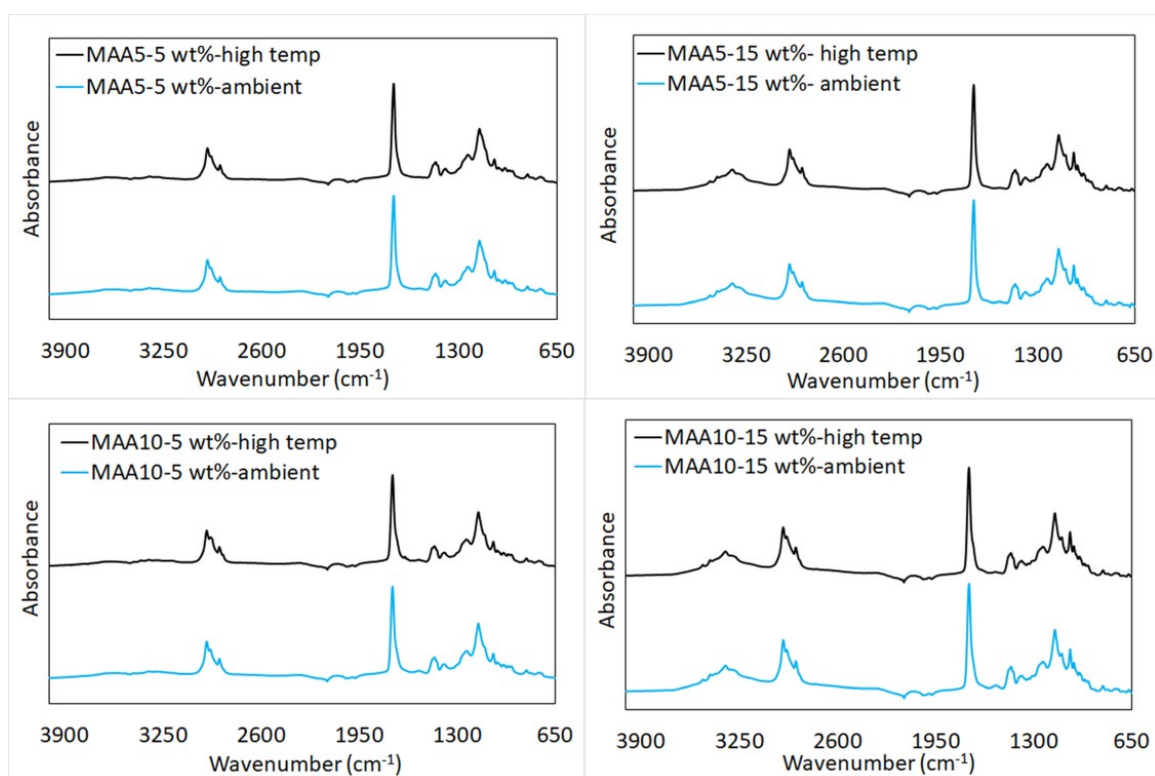 MAA5-5 wt%-high temp
MAA5-5 wt%-ambient
Absorbance
3900 3250 2600 1950 1300 650
Wavenumber (cm-1)
MAA5-15 wt%- high temp
MAA5-15 wt%- ambient
Absorbance
3900 3250 2600 1950 1300 650
Wavenumber (cm-1)
MAA10-5 wt%-high temp
MAA10-5 wt%-ambient
Absorbance
3900 3250 2600 1950 1300 650
Wavenumber (cm-1)
MAA10-15 wt%-high temp
MAA10-15 wt%-ambient
Absorbance
3900 3250 2600 1950 1300 650
Wavenumber (cm-1)